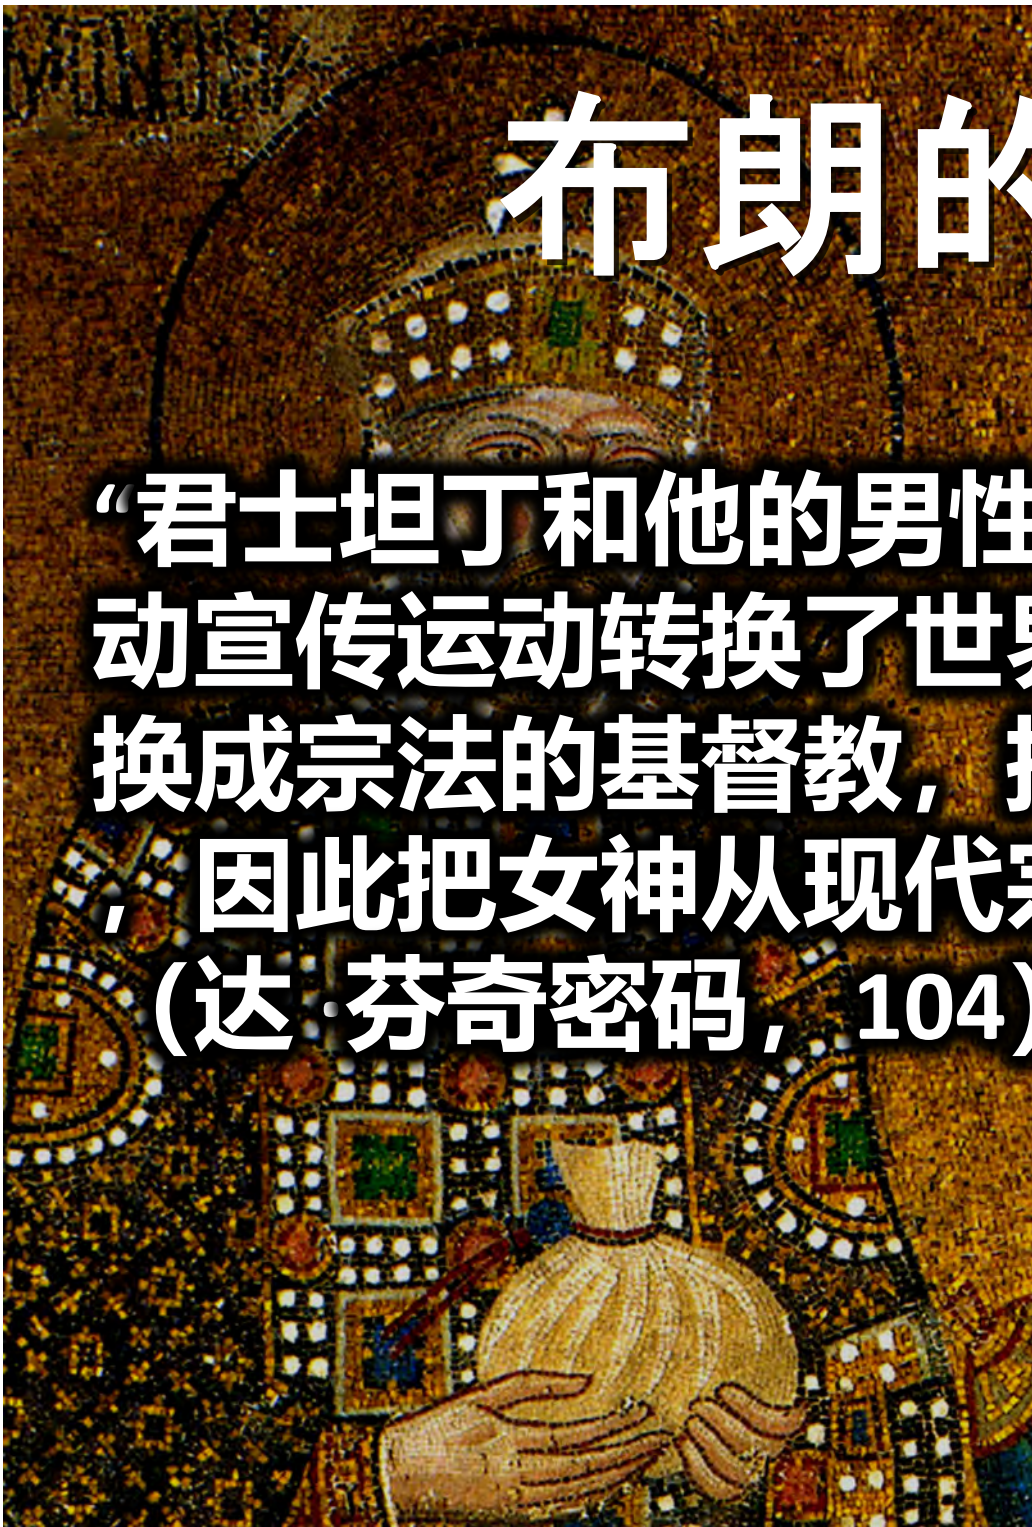 布朗的
“君士坦丁和他的男性
动宣传运动转换了世界
换成宗法的基督教，
，因此把女神从现代
（达·芬奇密码，104）